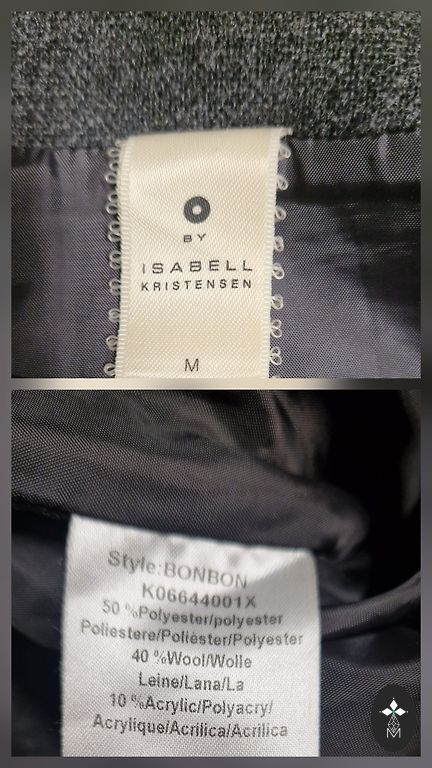 BY
ISABELL
KRISTENSEN
M
Style:BONBON
K06644001X
50 %Polyester/polyester
Poliestere/Polièster/Polyester
40 %Wool/Wolle
Leine/Lana/La
10 %Acrylic/Polyacry/
Acrylique/Acrilica/Acrilica
M